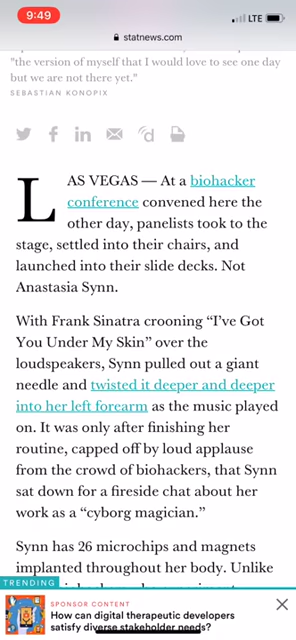 9:49
LTE
statnews.com
"the version of myself that I would love to see one day
but we are not there yet."
SEBASTIAN KONOPIX
LAS VEGAS — At a biohacker
conference convened here the
other day, panelists took to the
stage, settled into their chairs, and
launched into their slide decks. Not
Anastasia Synn.
With Frank Sinatra crooning “I’ve Got
You Under My Skin” over the
loudspeakers, Synn pulled out a giant
needle and twisted it deeper and deeper
into her left forearm as the music played
on. It was only after finishing her
routine, capped off by loud applause
from the crowd of biohackers, that Synn
sat down for a fireside chat about her
work as a “cyborg magician.”
Synn has 26 microchips and magnets
implanted throughout her body. Unlike
TRENDING
SPONSOR CONTENT
How can digital therapeutic developers
satisfy diverse stakeholder needs?